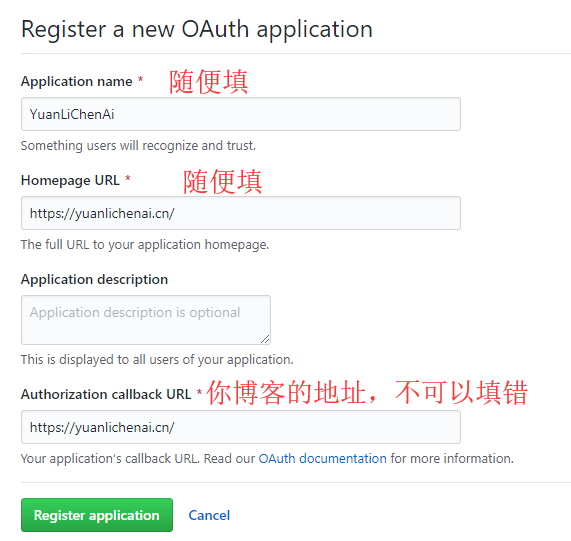 Register a new OAuth application
Application name * 随便填
YuanLiChenAi
Something users will recognize and trust.
Homepage URL * 随便填
https://yuanlichenai.cn/
The full URL to your application homepage.
Application description
Application description is optional
This is displayed to all users of your application.
Authorization callback URL * 你博客的地址，不可以填错
https://yuanlichenai.cn/
Your application's callback URL. Read our OAuth documentation for more information.
Register application Cancel